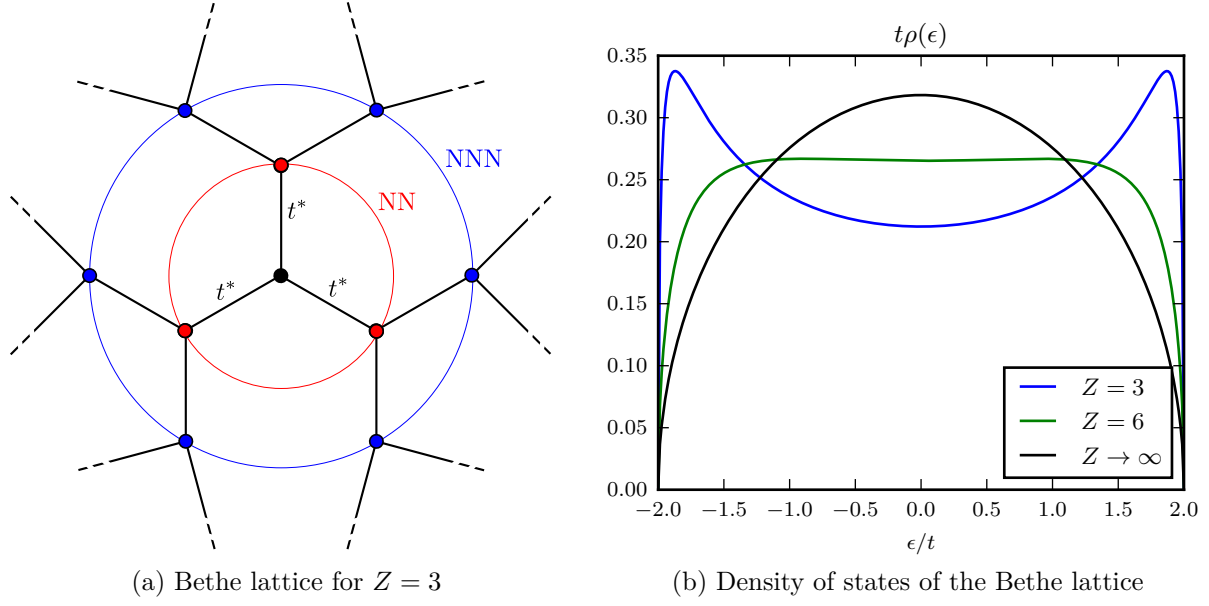 NNN
NN
t*
t*
t*
(a) Bethe lattice for Z = 3
tρ(ϵ)
0.35
0.30
0.25
0.20
0.15
0.10
0.05
0.00
Z = 3
Z = 6
Z → ∞
−2.0 −1.5 −1.0 −0.5 0.0 0.5 1.0 1.5 2.0
ϵ/t
(b) Density of states of the Bethe lattice